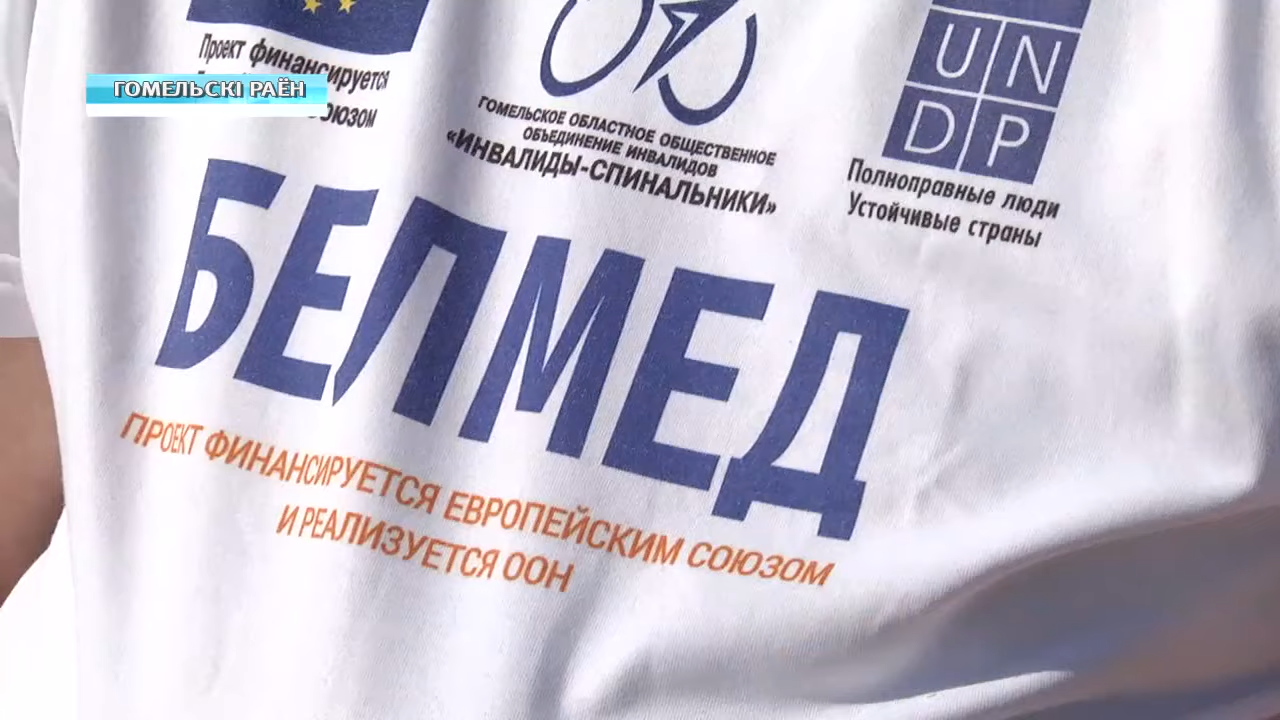 Проект финансируется
союзом
ГОМЕЛЬСКІ РАЁН
ГОМЕЛЬСКОЕ ОБЛАСТНОЕ ОБЩЕСТВЕННОЕ
ОБЪЕДИНЕНИЕ ИНВАЛИДОВ
«ИНВАЛИДЫ-СПИНАЛЬНИКИ»
UN
DP
Полноправные люди
Устойчивые страны
БЕЛМЕД
ПРОЕКТ ФИНАНСИРУЕТСЯ ЕВРОПЕЙСКИМ СОЮЗОМ
И РЕАЛИЗУЕТСЯ ООН